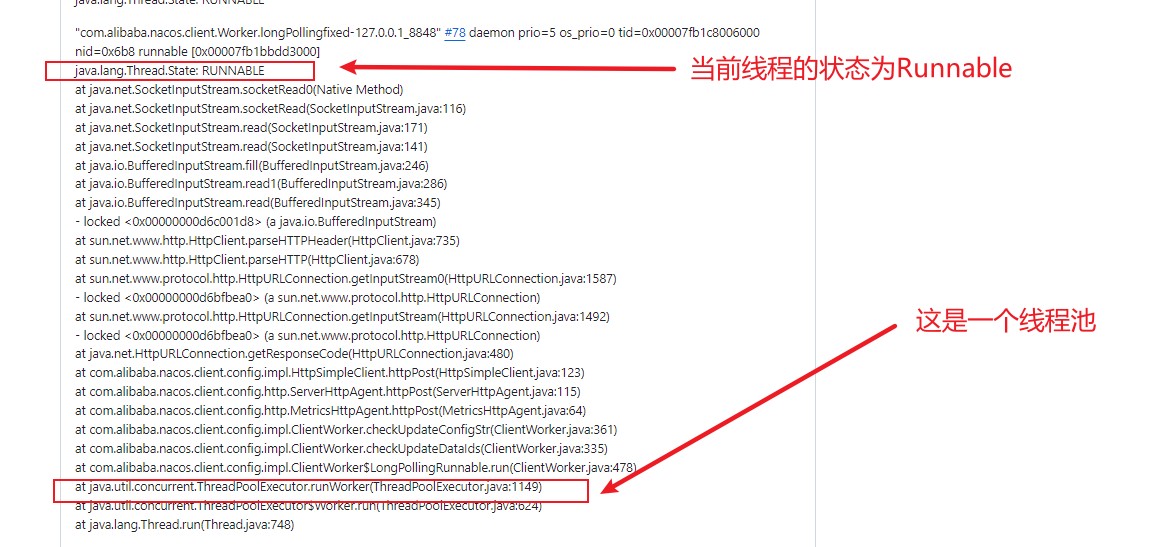 java.lang.Thread.State: RUNNABLE
"com.alibaba.nacos.client.Worker.longPollingfixed-127.0.0.1_8848" #78 daemon prio=5 os_prio=0 tid=0x00007fb1c8006000
nid=0x6b8 runnable [0x00007fb1bbdd3000]
java.lang.Thread.State: RUNNABLE
当前线程的状态为Runnable
at java.net.SocketInputStream.socketRead0(Native Method)
at java.net.SocketInputStream.socketRead(SocketInputStream.java:116)
at java.net.SocketInputStream.read(SocketInputStream.java:171)
at java.net.SocketInputStream.read(SocketInputStream.java:141)
at java.io.BufferedInputStream.fill(BufferedInputStream.java:246)
at java.io.BufferedInputStream.read1(BufferedInputStream.java:286)
at java.io.BufferedInputStream.read(BufferedInputStream.java:345)
- locked <0x00000000d6c001d8> (a java.io.BufferedInputStream)
at sun.net.www.http.HttpClient.parseHTTPHeader(HttpClient.java:735)
at sun.net.www.http.HttpClient.parseHTTP(HttpClient.java:678)
at sun.net.www.protocol.http.HttpURLConnection.getInputStream0(HttpURLConnection.java:1587)
- locked <0x00000000d6bfbea0> (a sun.net.www.protocol.http.HttpURLConnection)
at sun.net.www.protocol.http.HttpURLConnection.getInputStream(HttpURLConnection.java:1492)
这是一个线程池
- locked <0x00000000d6bfbea0> (a sun.net.www.protocol.http.HttpURLConnection)
at java.net.HttpURLConnection.getResponseCode(HttpURLConnection.java:480)
at com.alibaba.nacos.client.config.impl.HttpSimpleClient.httpPost(HttpSimpleClient.java:123)
at com.alibaba.nacos.client.config.http.ServerHttpAgent.httpPost(ServerHttpAgent.java:115)
at com.alibaba.nacos.client.config.http.MetricsHttpAgent.httpPost(MetricsHttpAgent.java:64)
at com.alibaba.nacos.client.config.impl.ClientWorker.checkUpdateConfigStr(ClientWorker.java:361)
at com.alibaba.nacos.client.config.impl.ClientWorker.checkUpdateDataIds(ClientWorker.java:335)
at com.alibaba.nacos.client.config.impl.ClientWorker$LongPollingRunnable.run(ClientWorker.java:478)
at java.util.concurrent.ThreadPoolExecutor.runWorker(ThreadPoolExecutor.java:1149)
at java.util.concurrent.ThreadPoolExecutor$Worker.run(ThreadPoolExecutor.java:624)
at java.lang.Thread.run(Thread.java:748)